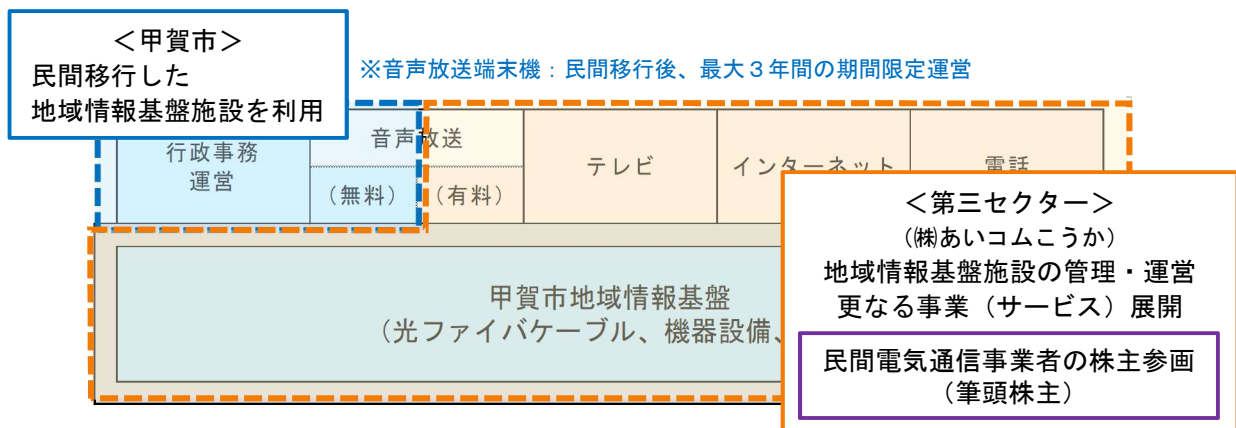 ＜甲賀市＞
民間移行した
地域情報基盤施設を利用
※音声放送端末機：民間移行後、最大３年間の期間限定運営
行政事務
運営
音声放送
（無料）
（有料）
テレビ
インターネット
電話
甲賀市地域情報基盤
（光ファイバケーブル、機器設備、
＜第三セクター＞
（㈱あいコムこうか）
地域情報基盤施設の管理・運営
更なる事業（サービス）展開
民間電気通信事業者の株主参画
（筆頭株主）